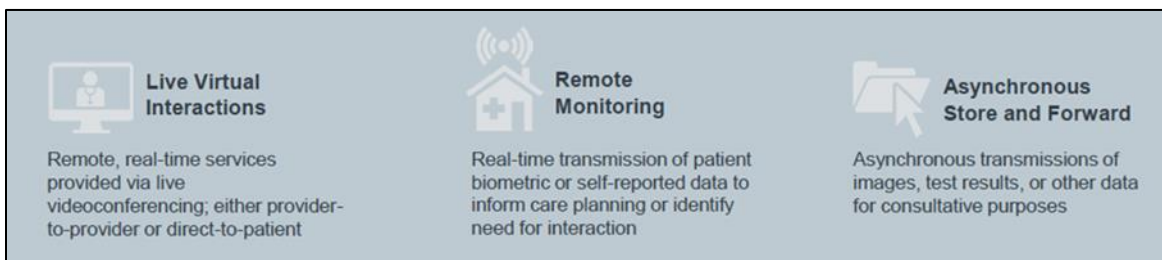 Live Virtual
Interactions
Remote, real-time services
provided via live
videoconferencing; either provider-
to-provider or direct-to-patient
Remote
Monitoring
Real-time transmission of patient
biometric or self-reported data to
inform care planning or identify
need for interaction
Asynchronous
Store and Forward
Asynchronous transmissions of
images, test results, or other data
for consultative purposes